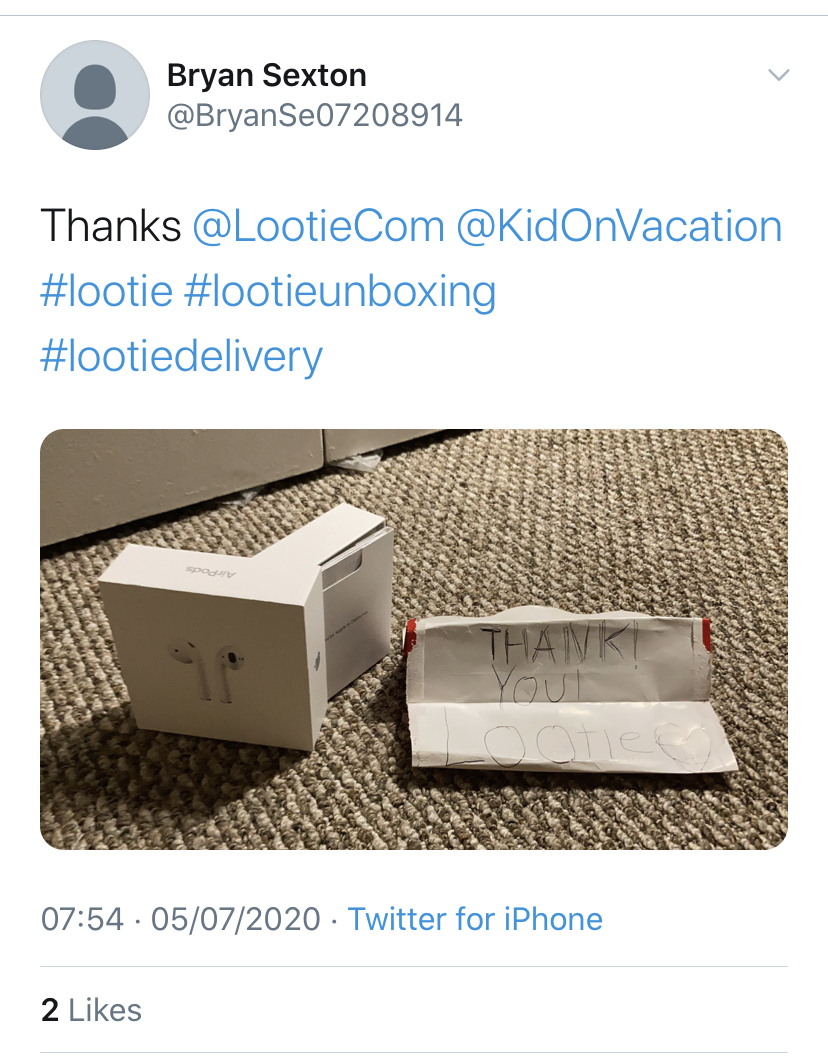 Bryan Sexton
@BryanSe07208914
Thanks @LootieCom @KidOnVacation
#lootie #lootieunboxing
#lootiedelivery
AirPods
THANK!
YOU!
LOOtie
07:54 · 05/07/2020 · Twitter for iPhone
2 Likes